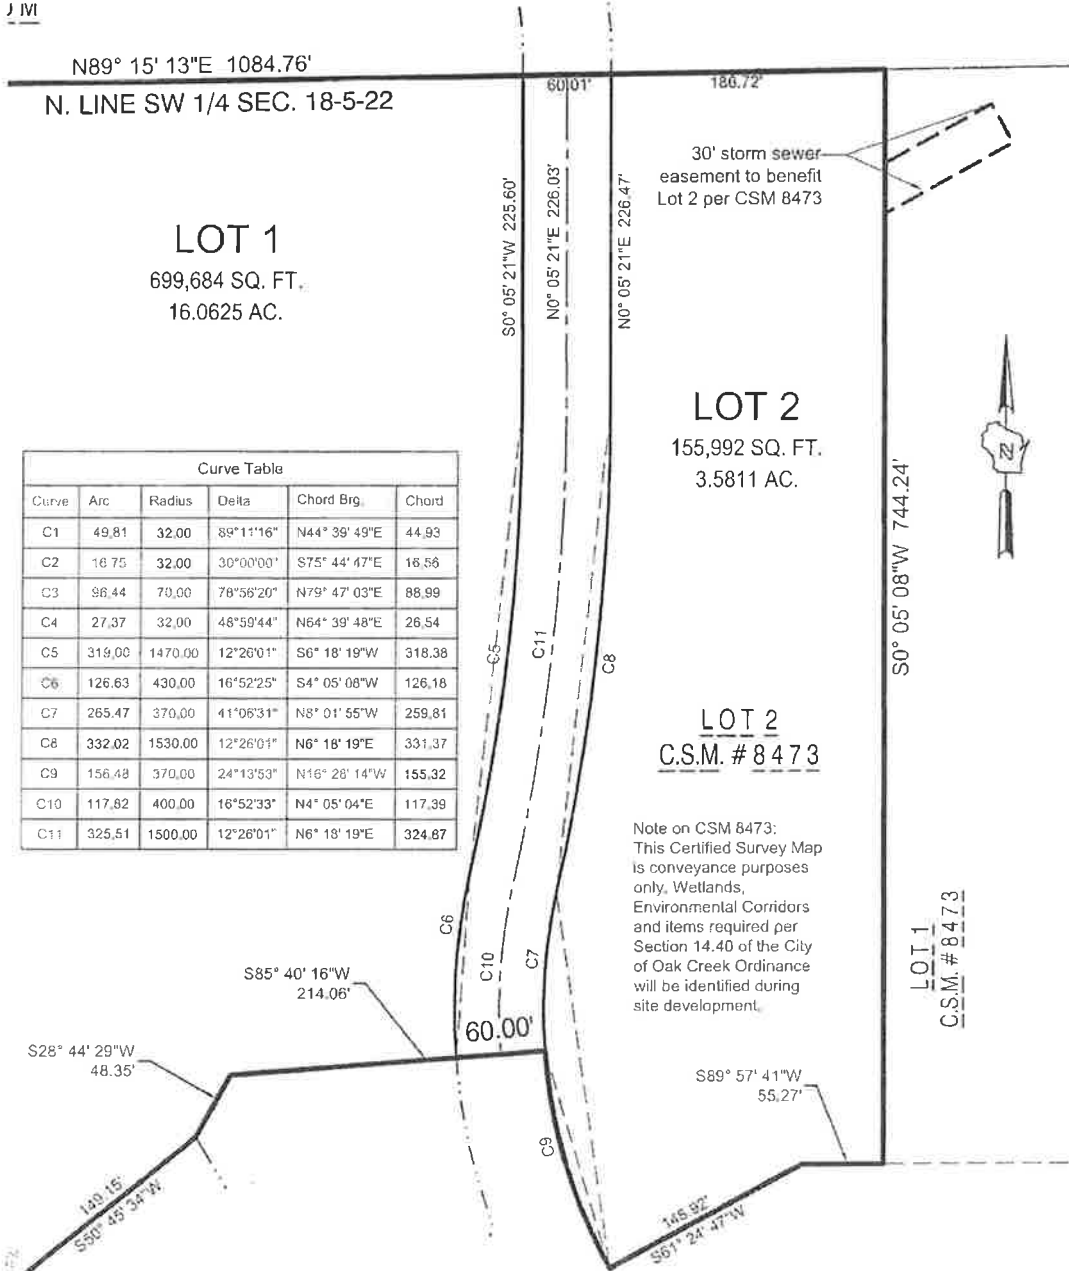 N89° 15' 13"E 1084.76'
N. LINE SW 1/4 SEC. 18-5-22
60.01'
186.72'
30' storm sewer
easement to benefit
Lot 2 per CSM 8473
S0° 05' 21"W 225.60'
N0° 05' 21"E 226.03'
N0° 05' 21"E 226.47'
LOT 1
699,684 SQ. FT.
16.0625 AC.
LOT 2
155,992 SQ. FT.
3.5811 AC.
S0° 05' 08"W 744.24'
N
Curve Table
Curve Arc Radius Delta Chord Brg. Chord
C1 49.81 32.00 89°11'16" N44° 39' 49"E 44.93
C2 16.75 32.00 30°00'00" S75° 44' 47"E 16.56
C3 96.44 70.00 78°56'20" N79° 47' 03"E 88.99
C4 27.37 32.00 48°59'44" N64° 39' 48"E 26.54
C5 319.00 1470.00 12°26'01" S6° 18' 19"W 318.38
C6 126.63 430.00 16°52'25" S4° 05' 08"W 126.18
C7 265.47 370.00 41°06'31" N8° 01' 55"W 259.81
C8 332.02 1530.00 12°26'01" N6° 18' 19"E 331.37
C9 156.48 370.00 24°13'53" N16° 28' 14"W 155.32
C10 117.82 400.00 16°52'33" N4° 05' 04"E 117.39
C11 325.51 1500.00 12°26'01" N6° 18' 19"E 324.87
C5
C11
C8
LOT 2
C.S.M. # 8473
Note on CSM 8473:
This Certified Survey Map
is conveyance purposes
only. Wetlands,
Environmental Corridors
and items required per
Section 14.40 of the City
of Oak Creek Ordinance
will be identified during
site development.
LOT 1
C.S.M. # 8473
C6
C10
C7
60.00'
S85° 40' 16"W
214.06'
S28° 44' 29"W
48.35'
S89° 57' 41"W
55.27'
C9
149.15'
S50° 45' 34"W
S61° 24' 47"W